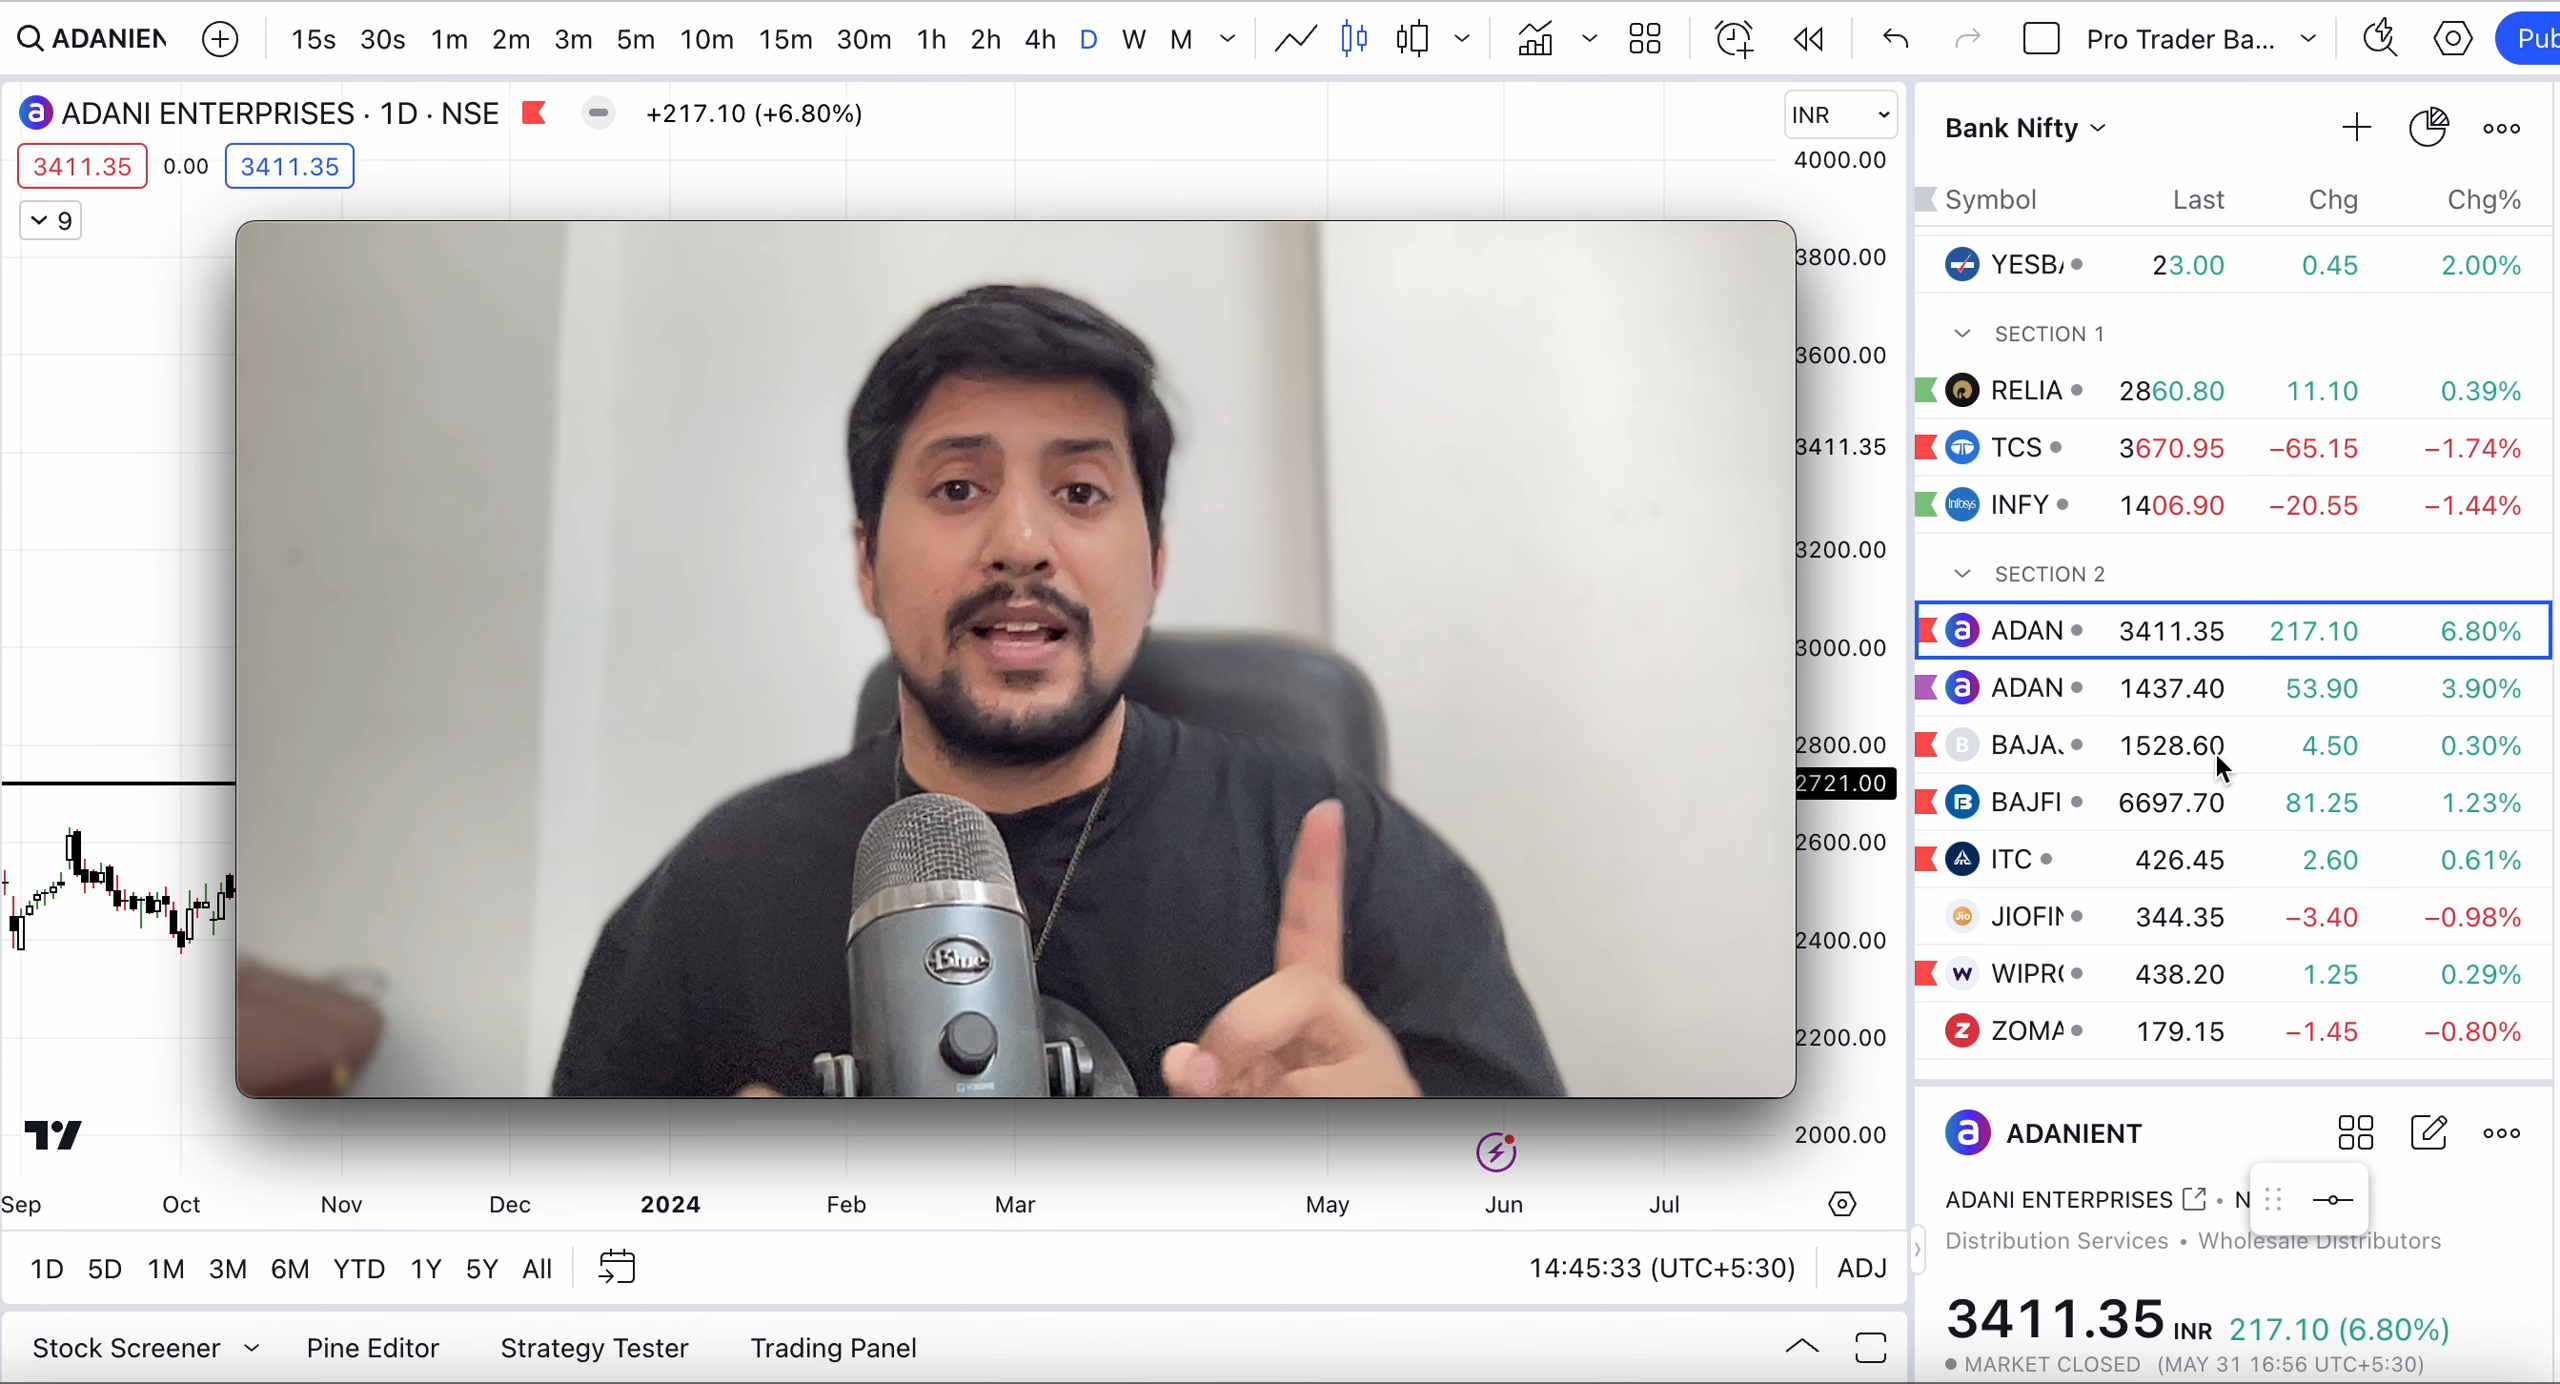 ADANIEN 15s 30s 1m 2m 3m 5m 10m 15m 30m 1h 2h 4h D W M Pro Trader Ba... Pub
ADANI ENTERPRISES · 1D · NSE +217.10 (+6.80%) INR
3411.35 0.00 3411.35
9
4000.00
3800.00
3600.00
3411.35
3200.00
3000.00
2800.00
2721.00
2600.00
2400.00
2200.00
2000.00
Blue
Sep Oct Nov Dec 2024 Feb Mar May Jun Jul
1D 5D 1M 3M 6M YTD 1Y 5Y All 14:45:33 (UTC+5:30) ADJ
Stock Screener Pine Editor Strategy Tester Trading Panel
Bank Nifty
Symbol Last Chg Chg%
YESB 23.00 0.45 2.00%
SECTION 1
RELIA 2860.80 11.10 0.39%
TCS 3670.95 −65.15 −1.74%
Infosys INFY 1406.90 −20.55 −1.44%
SECTION 2
a ADAN 3411.35 217.10 6.80%
a ADAN 1437.40 53.90 3.90%
B BAJA 1528.60 4.50 0.30%
B BAJFI 6697.70 81.25 1.23%
ITC 426.45 2.60 0.61%
Jio JIOFIN 344.35 −3.40 −0.98%
W WIPR 438.20 1.25 0.29%
Z ZOMA 179.15 −1.45 −0.80%
a ADANIENT
ADANI ENTERPRISES • N
Distribution Services • Wholesale Distributors
3411.35 INR 217.10 (6.80%)
MARKET CLOSED (MAY 31 16:56 UTC+5:30)